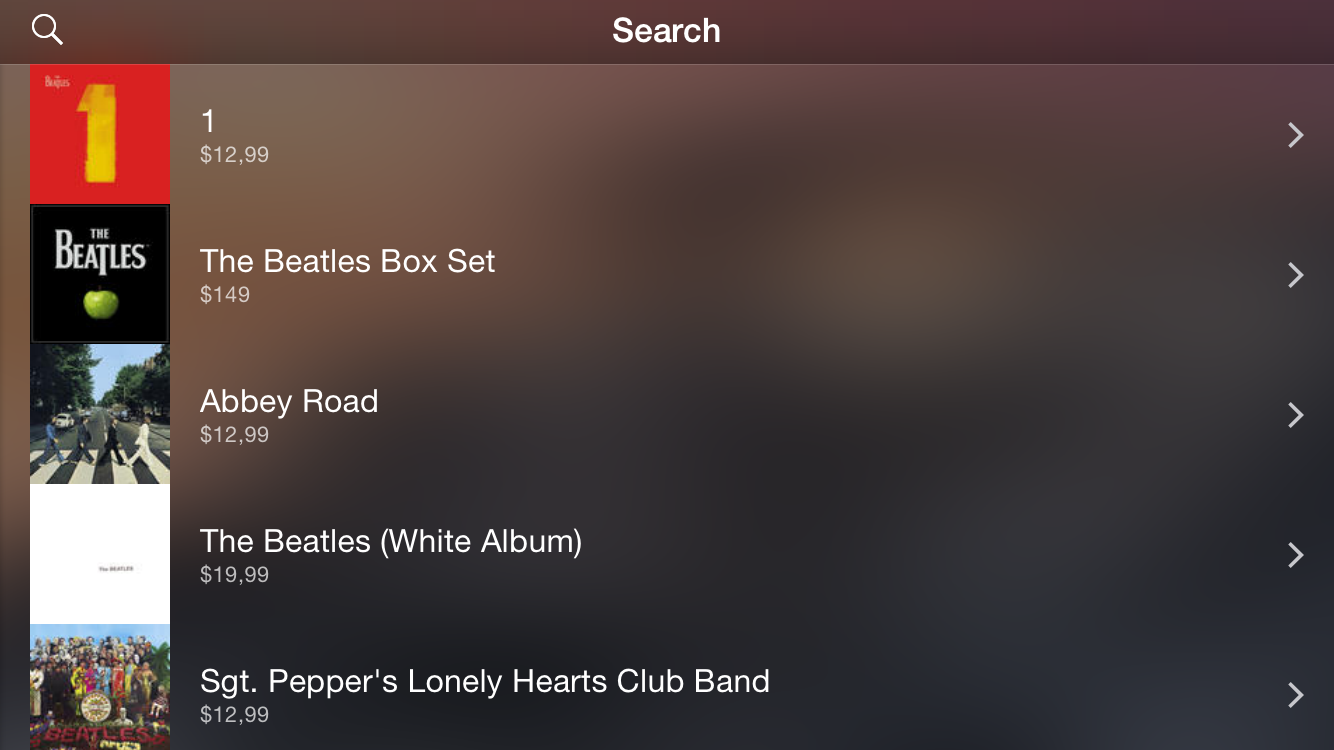 Search
The Beatles
1
$12,99
THE
BEATLES
The Beatles Box Set
$149
Abbey Road
$12,99
The BEATLES
The Beatles (White Album)
$19,99
BEATLES
Sgt. Pepper's Lonely Hearts Club Band
$12,99